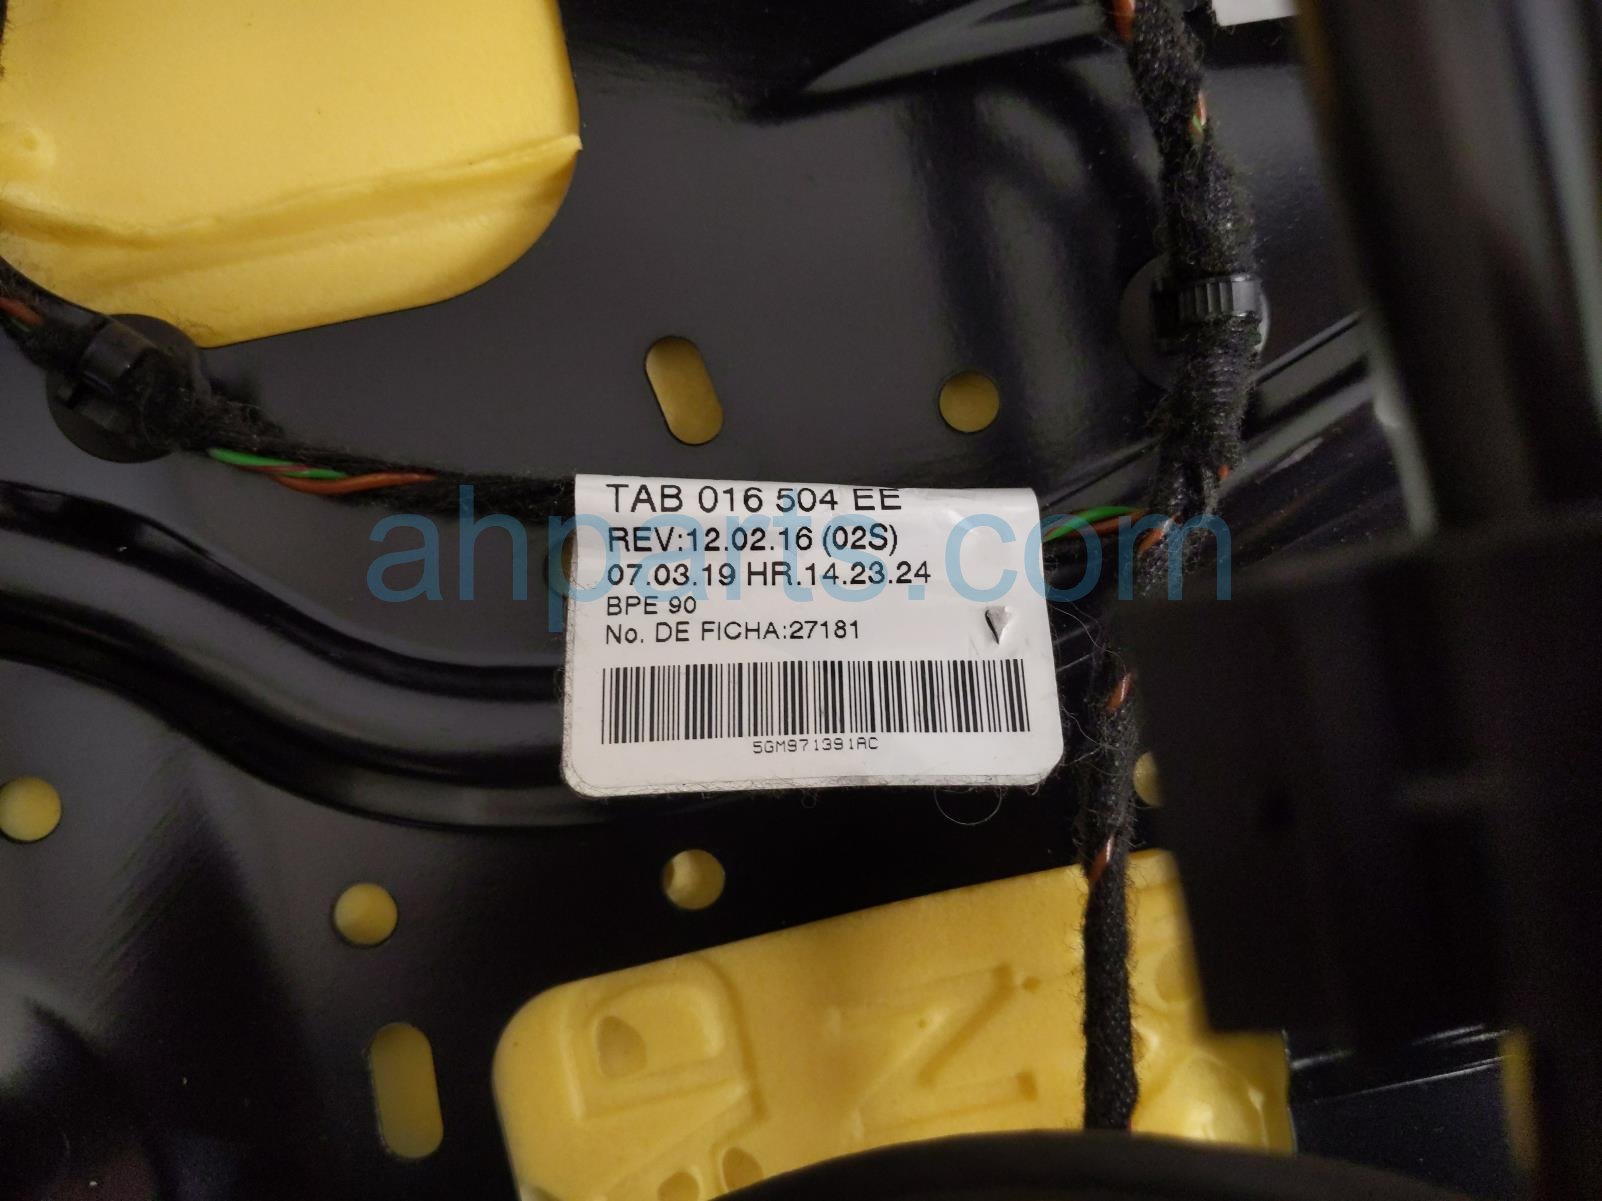 TAB 016 504 EE
REV:12.02.16 (02S)
07.03.19 HR.14.23.24
BPE 90
No. DE FICHA:27181
5GM971391AC
ahparts.com